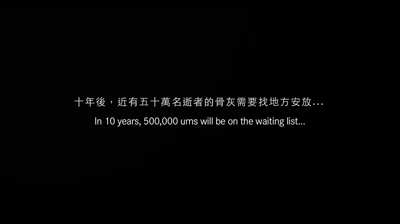 十年後，近有五十萬名逝者的骨灰需要找地方安放...
In 10 years, 500,000 urns will be on the waiting list...